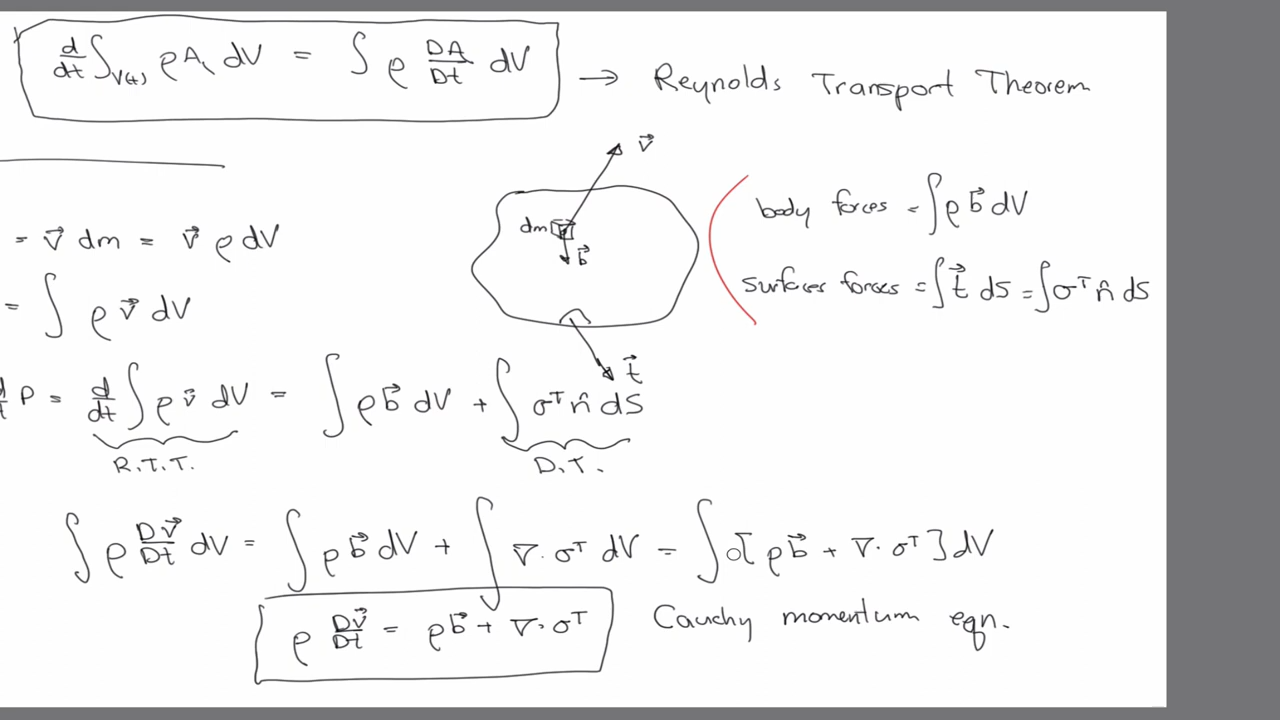 d/dt ∫V(t) ρA dV = ∫ ρ DA/Dt dV → Reynolds Transport Theorem
v⃗
dm
b⃗
t⃗
body forces = ∫ρ b⃗ dV
surfaces forces = ∫ t⃗ ds = ∫σᵀ n̂ ds
= v⃗ dm = v⃗ ρ dV
= ∫ ρ v⃗ dV
P = d/dt ∫ρ v⃗ dV = ∫ρb⃗ dV + ∫ σᵀ n̂ ds
R.T.T. D.T.
∫ρ Dv⃗/Dt dV = ∫ρ b⃗ dV + ∫ ∇· σᵀ dV = ∫[ ρb⃗ + ∇· σᵀ ] dV
ρ Dv⃗/Dt = ρb⃗ + ∇· σᵀ Cauchy momentum eqn.